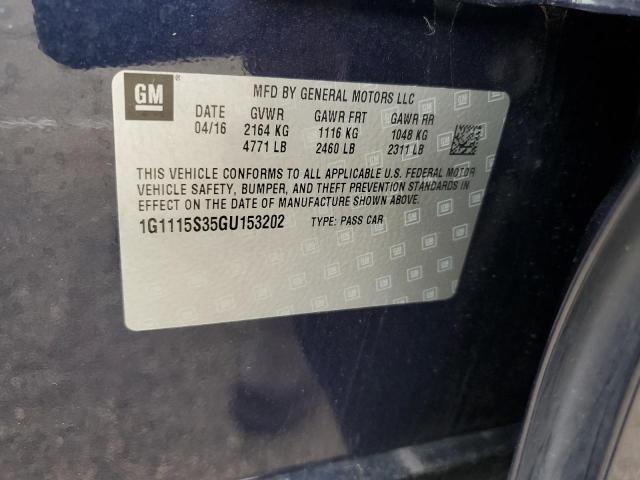 GM ®
MFD BY GENERAL MOTORS LLC
DATE GVWR GAWR FRT GAWR RR
04/16 2164 KG 1116 KG 1048 KG
4771 LB 2460 LB 2311 LB
THIS VEHICLE CONFORMS TO ALL APPLICABLE U.S. FEDERAL MOTOR
VEHICLE SAFETY, BUMPER, AND THEFT PREVENTION STANDARDS IN
EFFECT ON THE DATE OF MANUFACTURE SHOWN ABOVE.
1G1115S35GU153202 TYPE: PASS CAR